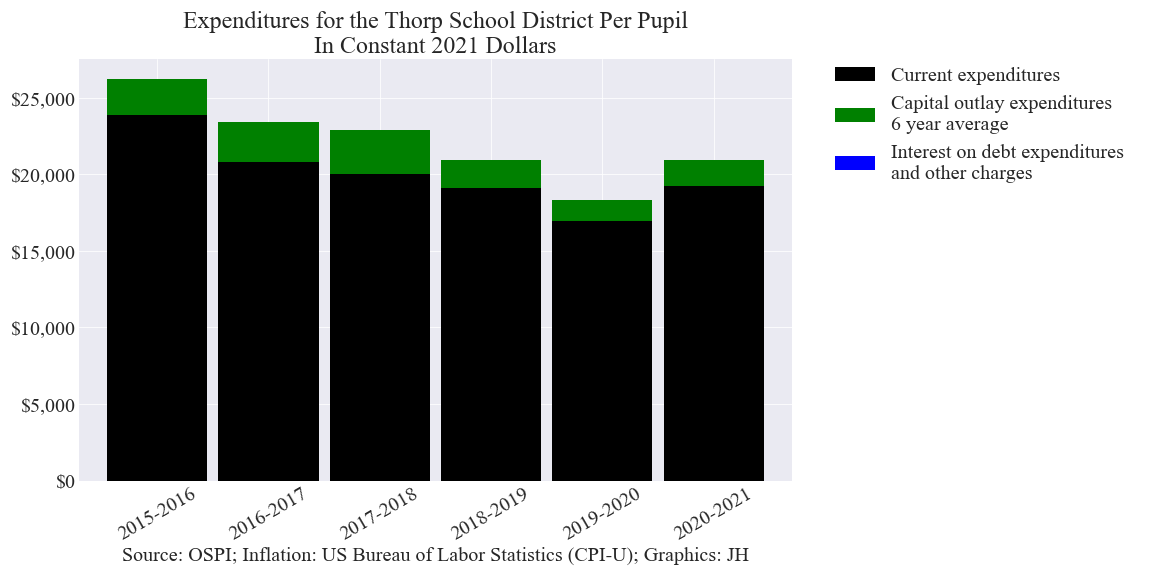 Expenditures for the Thorp School District Per Pupil
In Constant 2021 Dollars
Current expenditures
Capital outlay expenditures
6 year average
Interest on debt expenditures
and other charges
$25,000
$20,000
$15,000
$10,000
$5,000
$0
2015-2016
2016-2017
2017-2018
2018-2019
2019-2020
2020-2021
Source: OSPI; Inflation: US Bureau of Labor Statistics (CPI-U); Graphics: JH